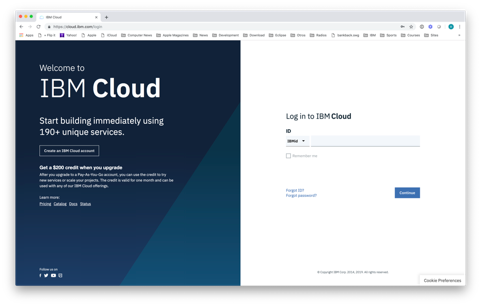 IBM Cloud
https://cloud.ibm.com/login
Apps
Yahoo
Apple
iCloud
Computer News
Apple Magazines
News
Development
Download
Eclipse
Drive
Radios
IBM
Sports
Courses
Sites
Welcome to
IBM Cloud
Start building immediately using
190+ unique services.
Create an IBM Cloud account
Get a $200 credit when you upgrade
After you upgrade to a Pay-As-You-Go account, you can use the credit to try
new services or scale your projects. The credit is valid for one month and can be
used with any of our IBM Cloud offerings.
Learn more:
Pricing Catalog Docs Status
Follow us on:
Log in to IBM Cloud
ID
IBMid
Remember me
Forgot ID?
Forgot password?
Continue
© Copyright IBM Corp. 2014, 2019. All rights reserved.
Cookie Preferences